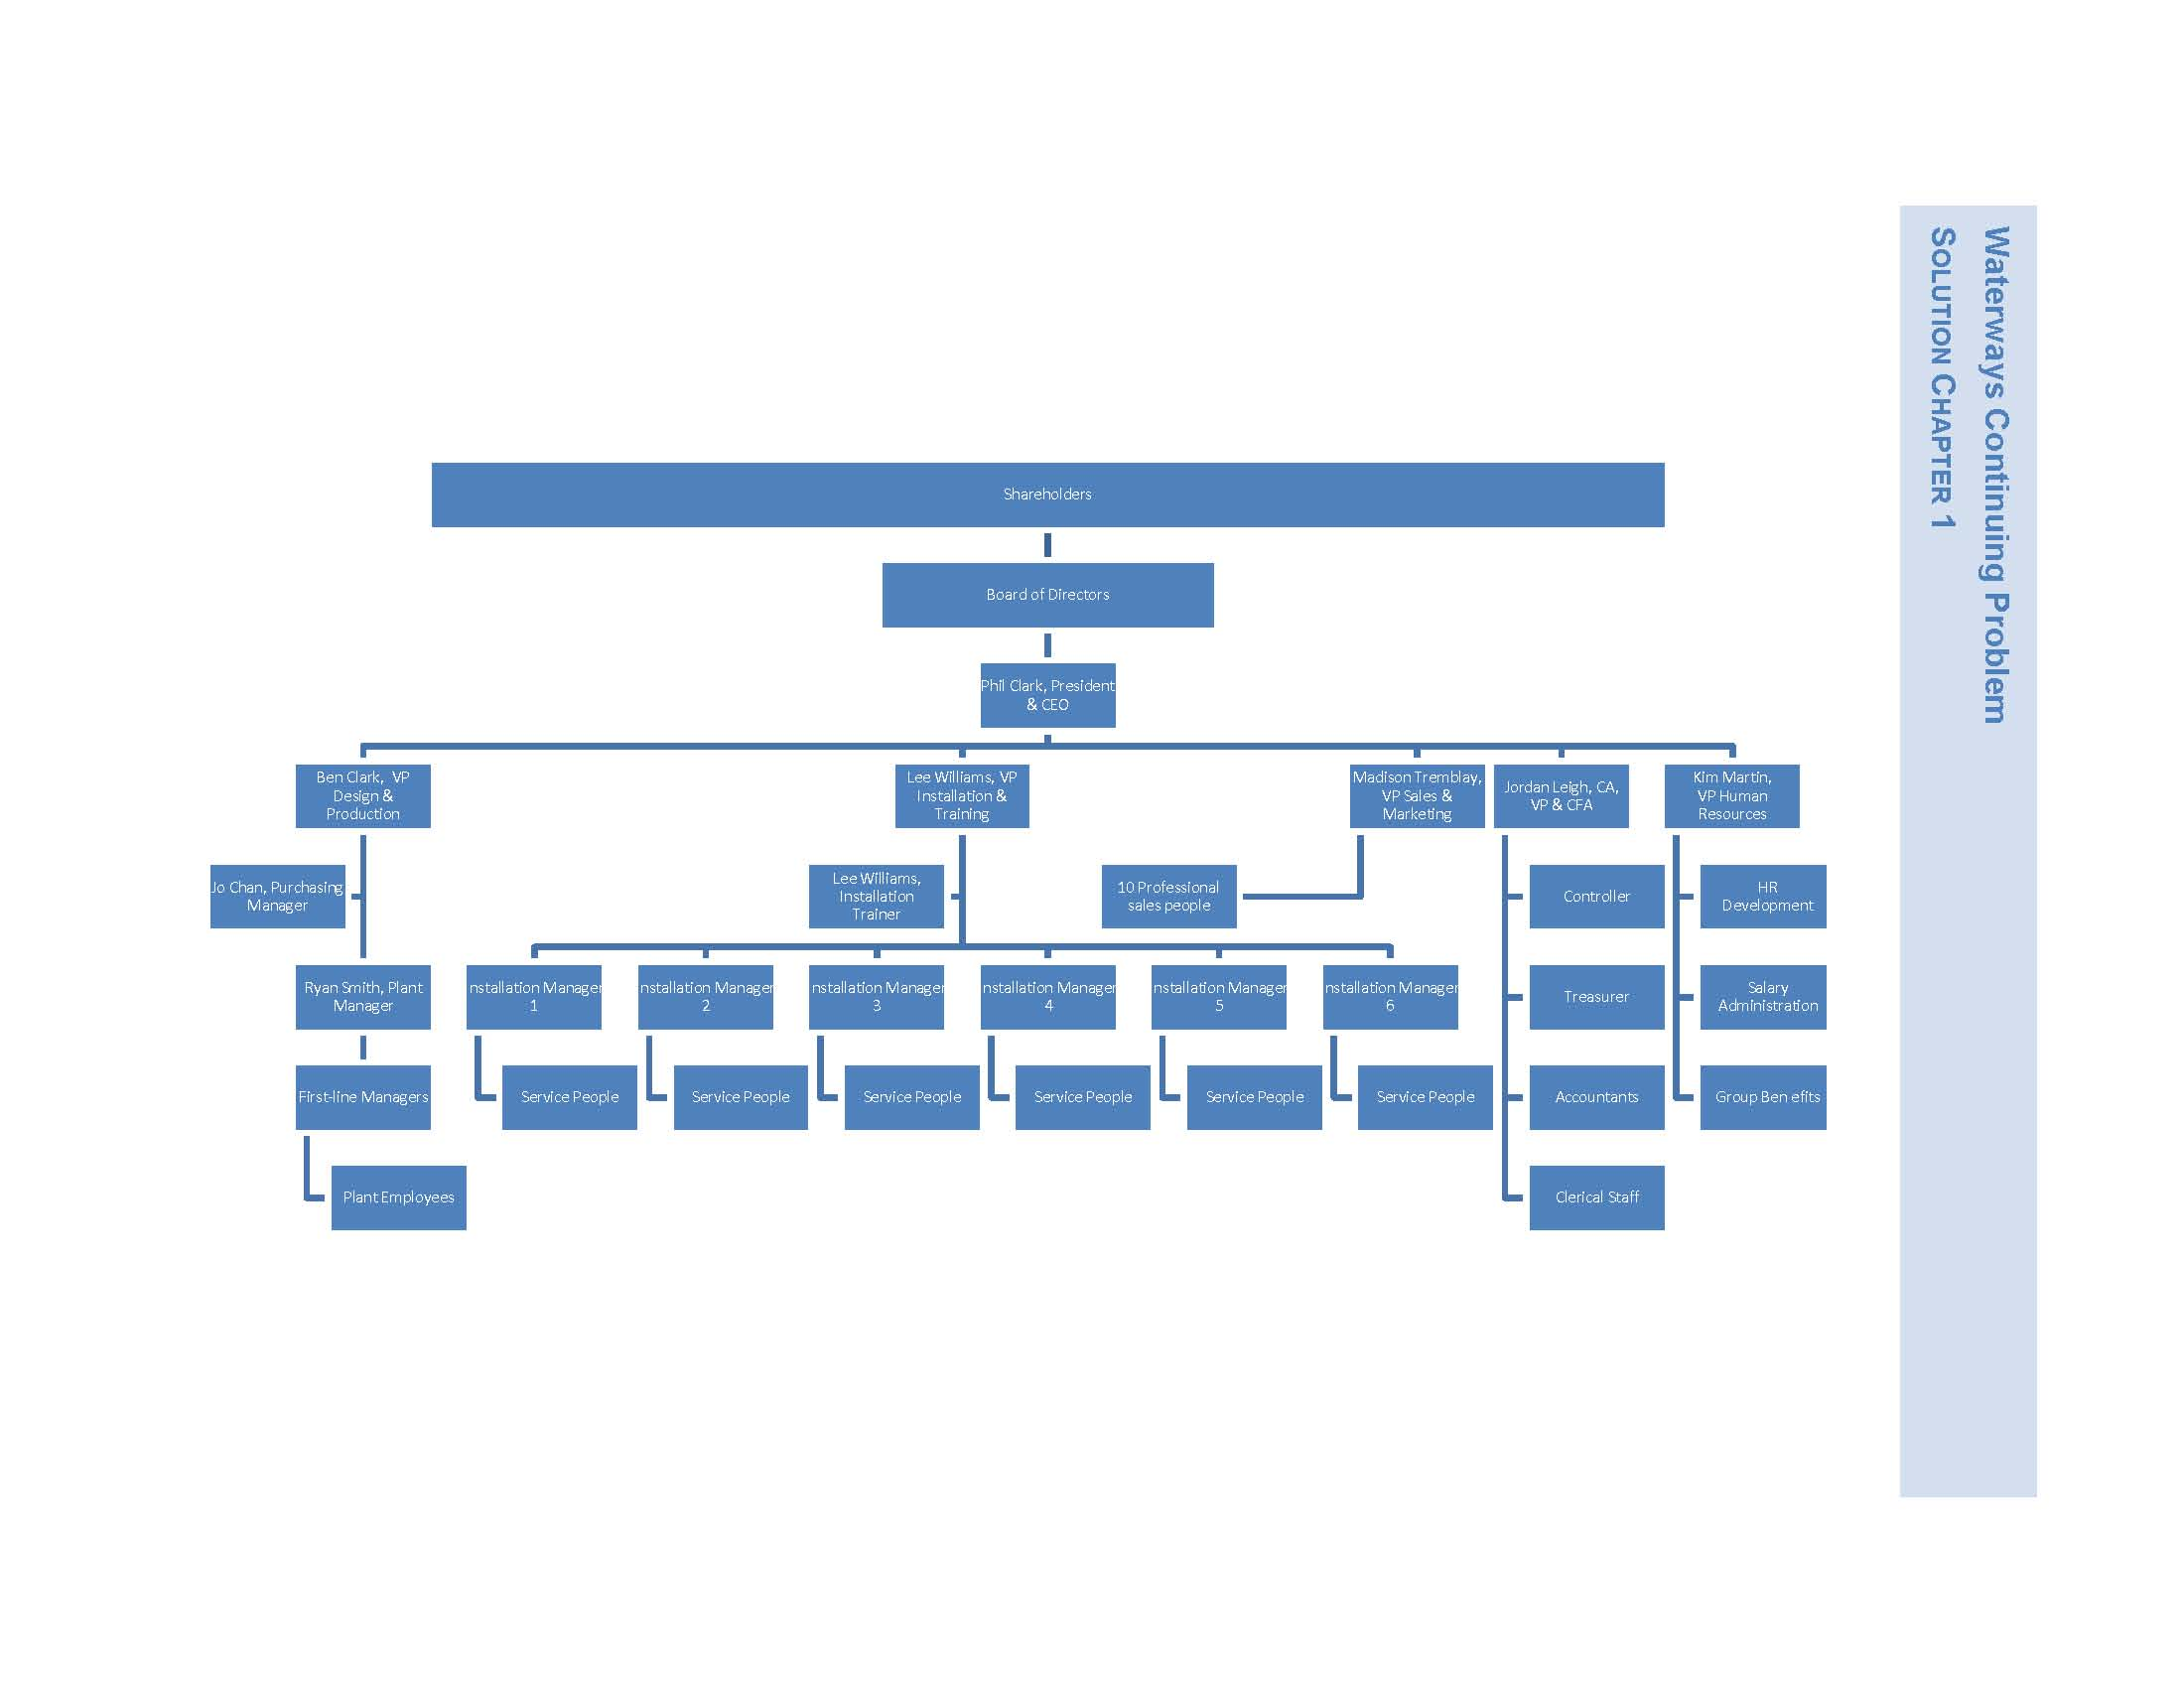 Waterways Continuing Problem
SOLUTION CHAPTER 1
Shareholders
Board of Directors
Phil Clark, President
& CEO
Ben Clark, VP
Design &
Production
Lee Williams, VP
Installation &
Training
Madison Tremblay,
VP Sales &
Marketing
Jordan Leigh, CA,
VP & CFA
Kim Martin,
VP Human
Resources
Jo Chan, Purchasing
Manager
Lee Williams,
Installation
Trainer
10 Professional
sales people
Controller
HR
Development
Ryan Smith, Plant
Manager
nstallation Manager
1
nstallation Manager
2
nstallation Manager
3
nstallation Manager
4
nstallation Manager
5
nstallation Manager
6
Treasurer
Salary
Administration
First-line Managers
Service People
Service People
Service People
Service People
Service People
Service People
Accountants
Group Benefits
Plant Employees
Clerical Staff